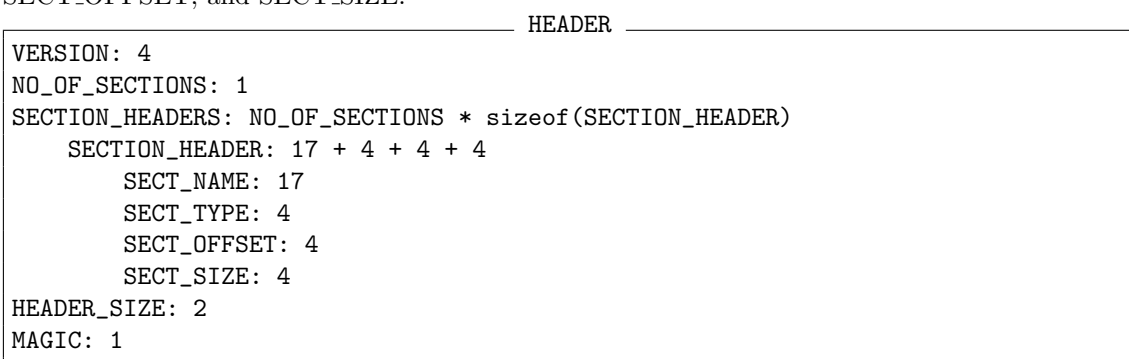 SECT_OFFSET, and SECT_SIZE.
HEADER
VERSION: 4
NO_OF_SECTIONS: 1
SECTION_HEADERS: NO_OF_SECTIONS * sizeof(SECTION_HEADER)
    SECTION_HEADER: 17 + 4 + 4 + 4
        SECT_NAME: 17
        SECT_TYPE: 4
        SECT_OFFSET: 4
        SECT_SIZE: 4
HEADER_SIZE: 2
MAGIC: 1